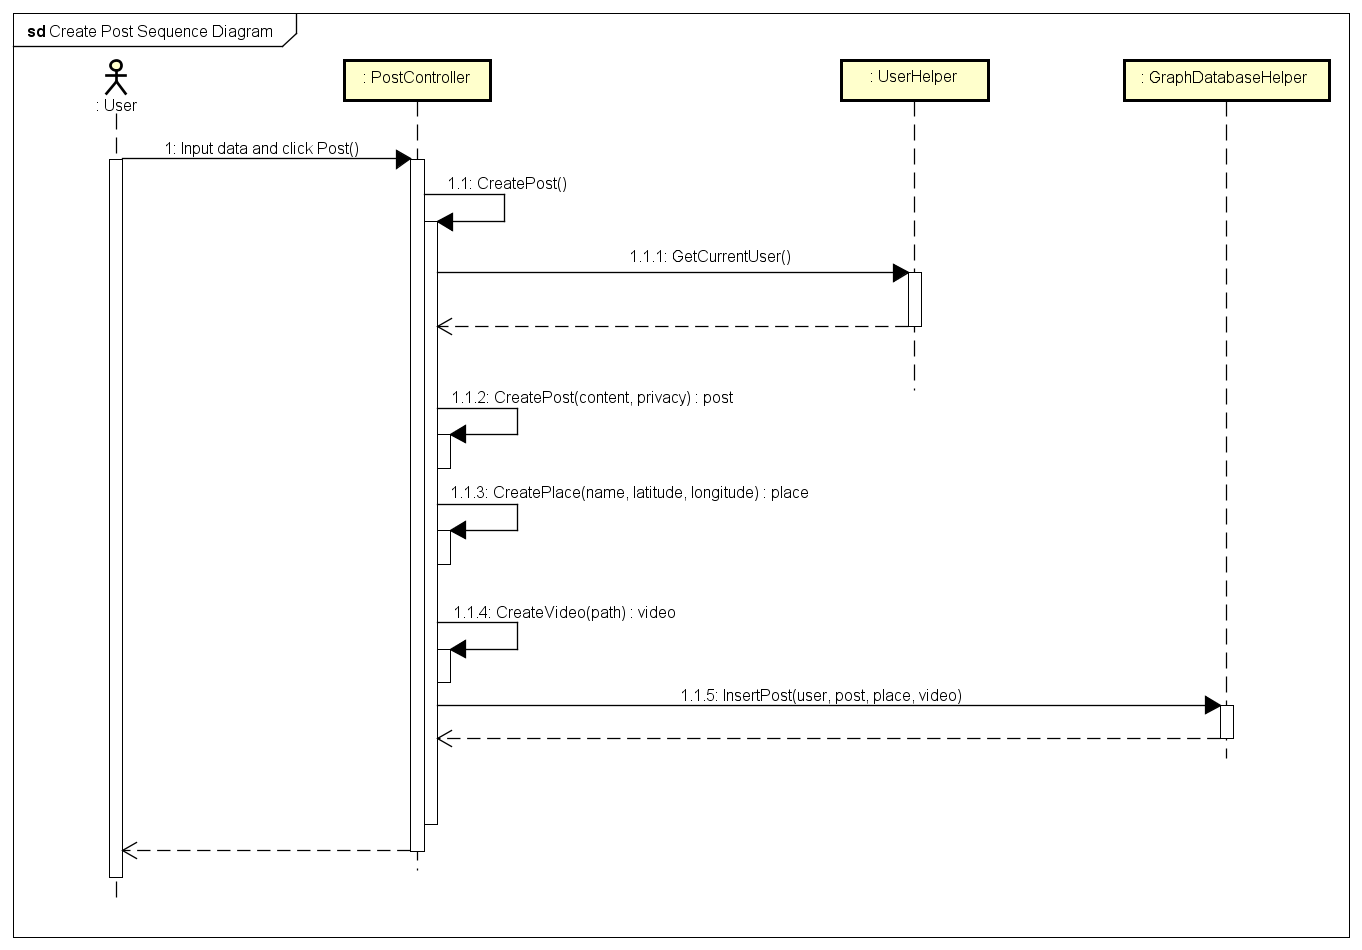 sd Create Post Sequence Diagram
: User
: PostController
: UserHelper
: GraphDatabaseHelper
1: Input data and click Post()
1.1: CreatePost()
1.1.1: GetCurrentUser()
1.1.2: CreatePost(content, privacy) : post
1.1.3: CreatePlace(name, latitude, longitude) : place
1.1.4: CreateVideo(path) : video
1.1.5: InsertPost(user, post, place, video)